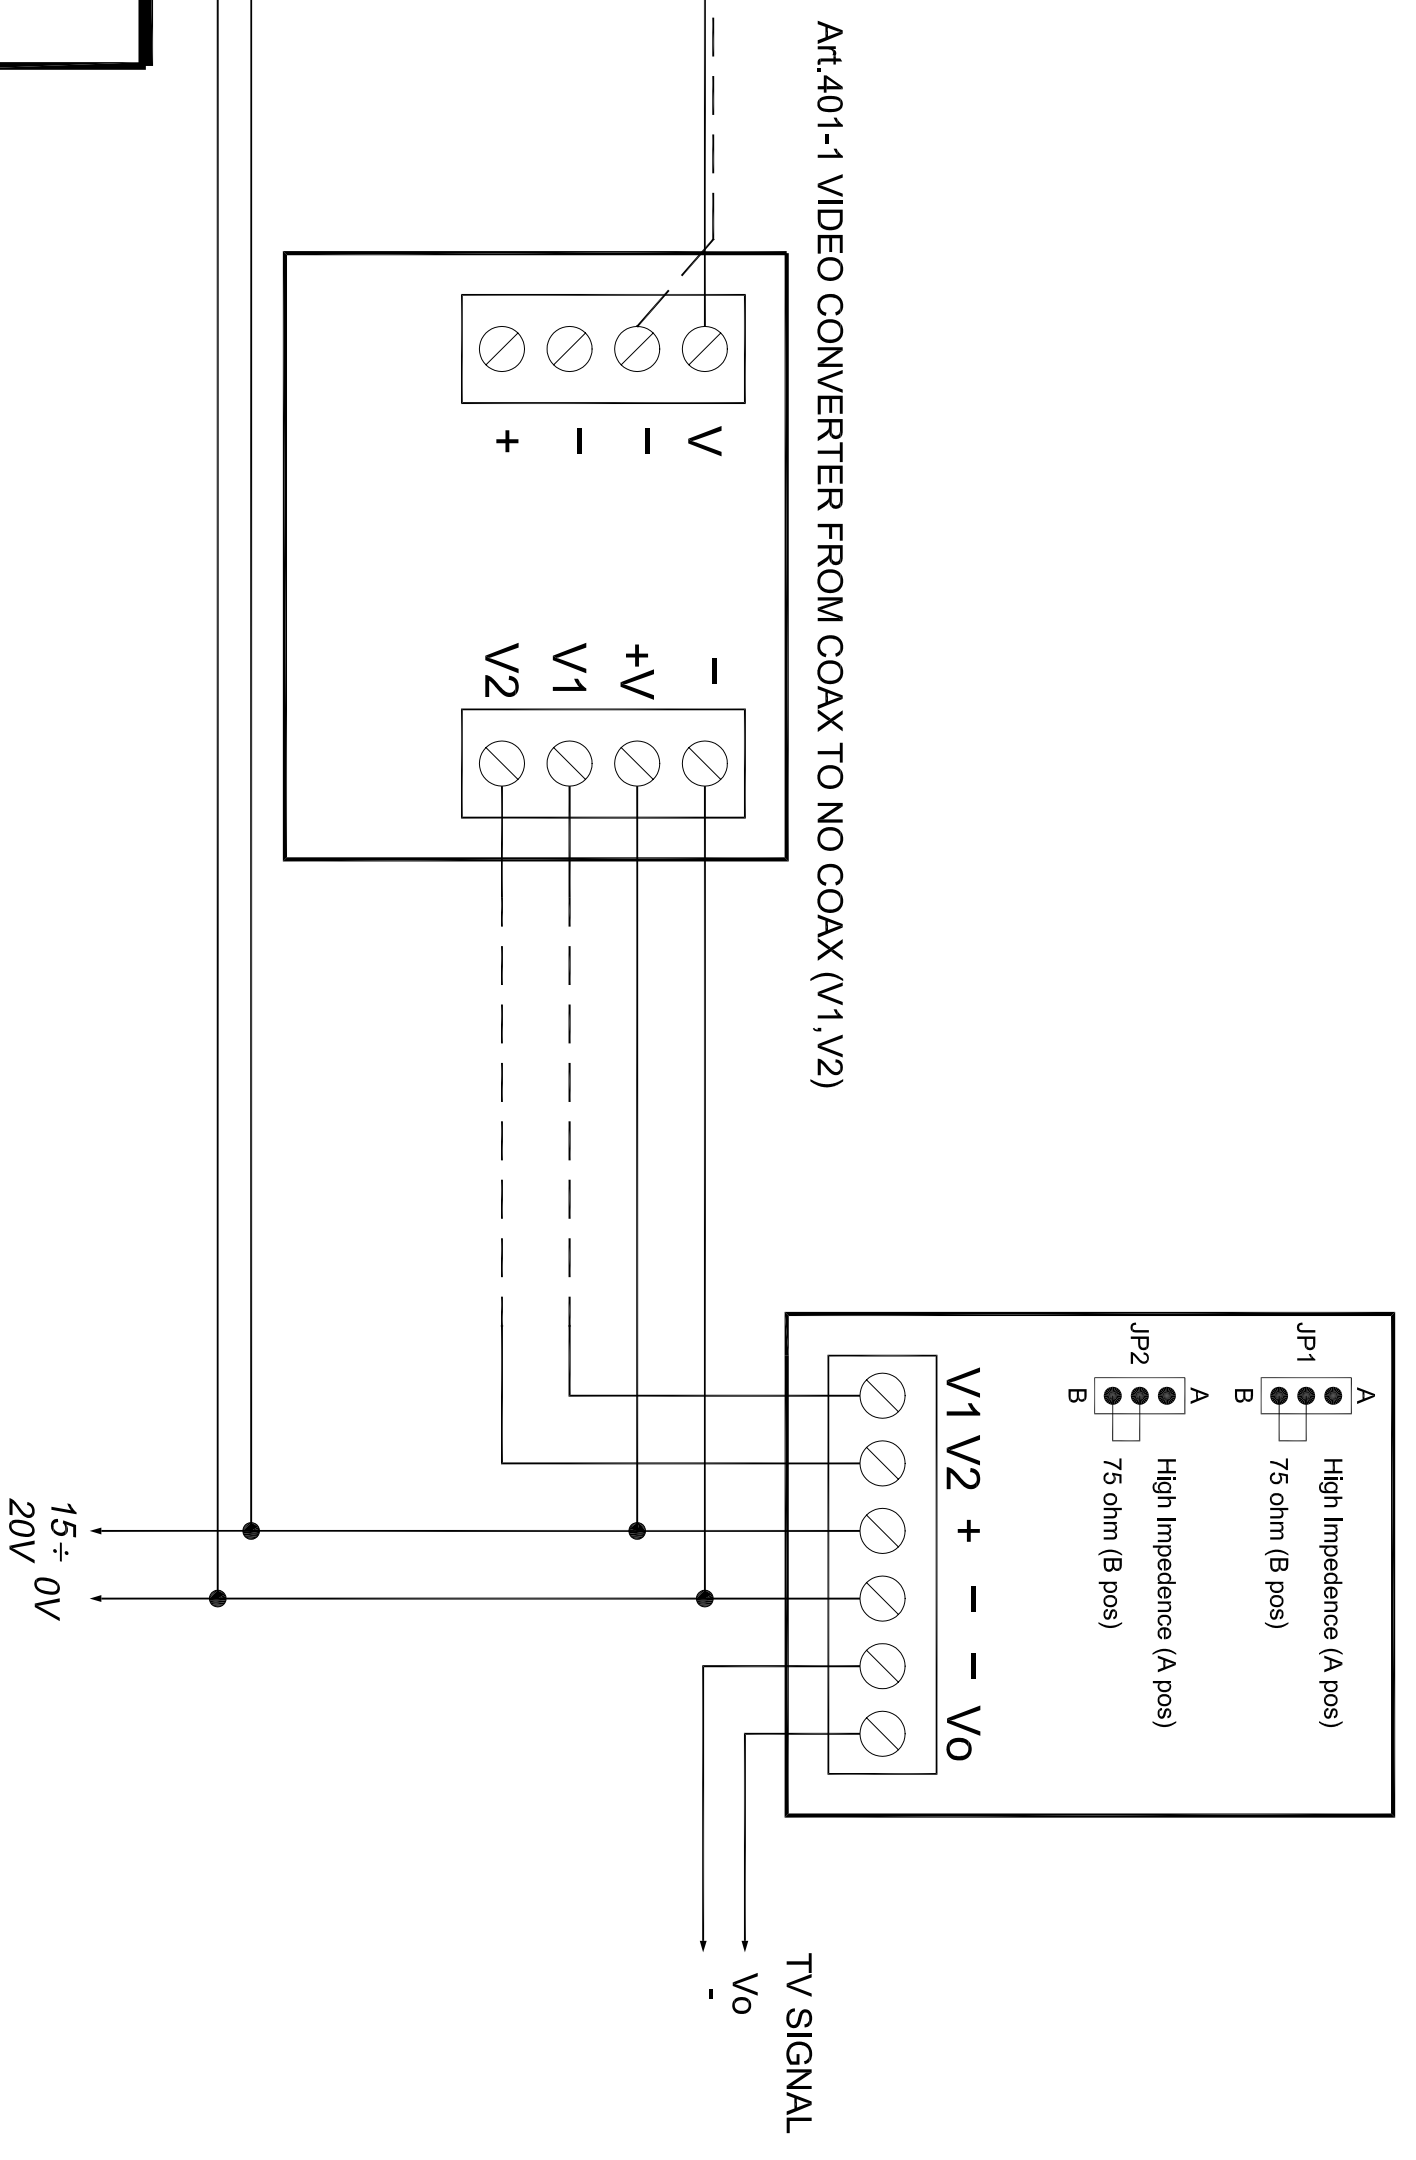 Art.401-1 VIDEO CONVERTER FROM COAX TO NO COAX (V1,V2)
V
–
–
+
–
+V
V1
V2
JP1
A
B
High Impedence (A pos)
75 ohm (B pos)
JP2
A
B
High Impedence (A pos)
75 ohm (B pos)
V1 V2 + – – Vo
15÷ 0V
20V
TV SIGNAL
Vo
-